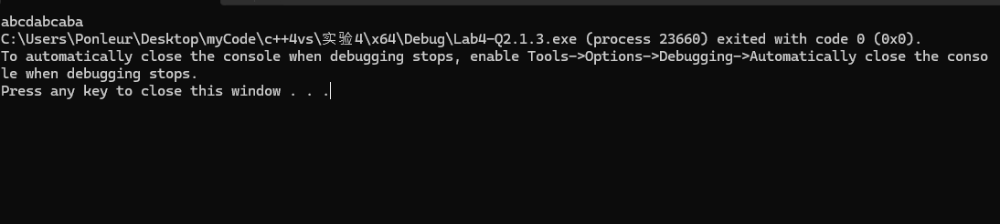 abcdabcaba
C:\Users\Ponleur\Desktop\myCode\c++4vs\实验4\x64\Debug\Lab4-Q2.1.3.exe (process 23660) exited with code 0 (0x0).
To automatically close the console when debugging stops, enable Tools->Options->Debugging->Automatically close the conso
le when debugging stops.
Press any key to close this window . . .